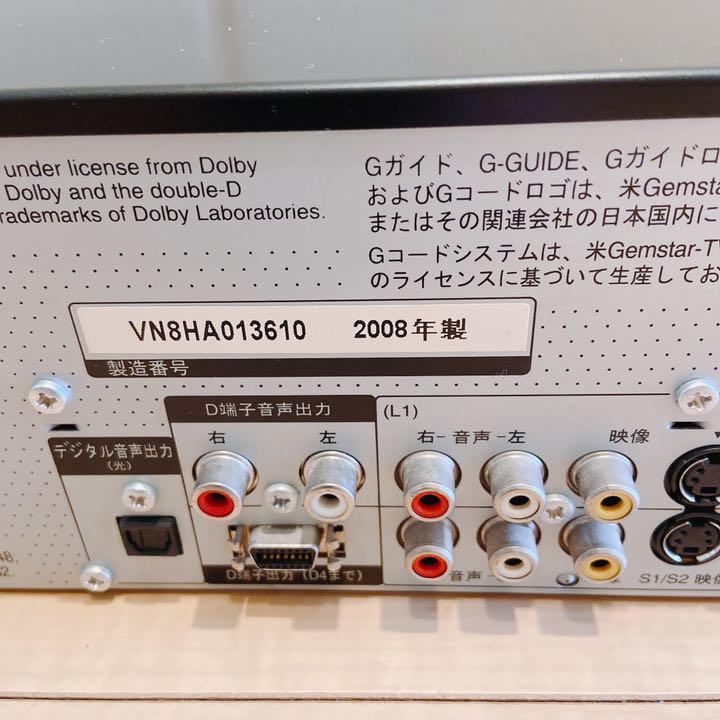 under license from Dolby
Dolby and the double-D
rademarks of Dolby Laboratories.
Gガイド、G-GUIDE、Gガイドロ
およびGコードロゴは、米Gemstar
またはその関連会社の日本国内に
Gコードシステムは、米Gemstar-TV
のライセンスに基づいて生産してお
VN8HA013610 2008年製
製造番号
D端子音声出力
(L1)
右 左
右-音声-左 映像
デジタル音声出力
(光)
48,
2.
D端子出力(D4まで)
音声
S1/S2 映像